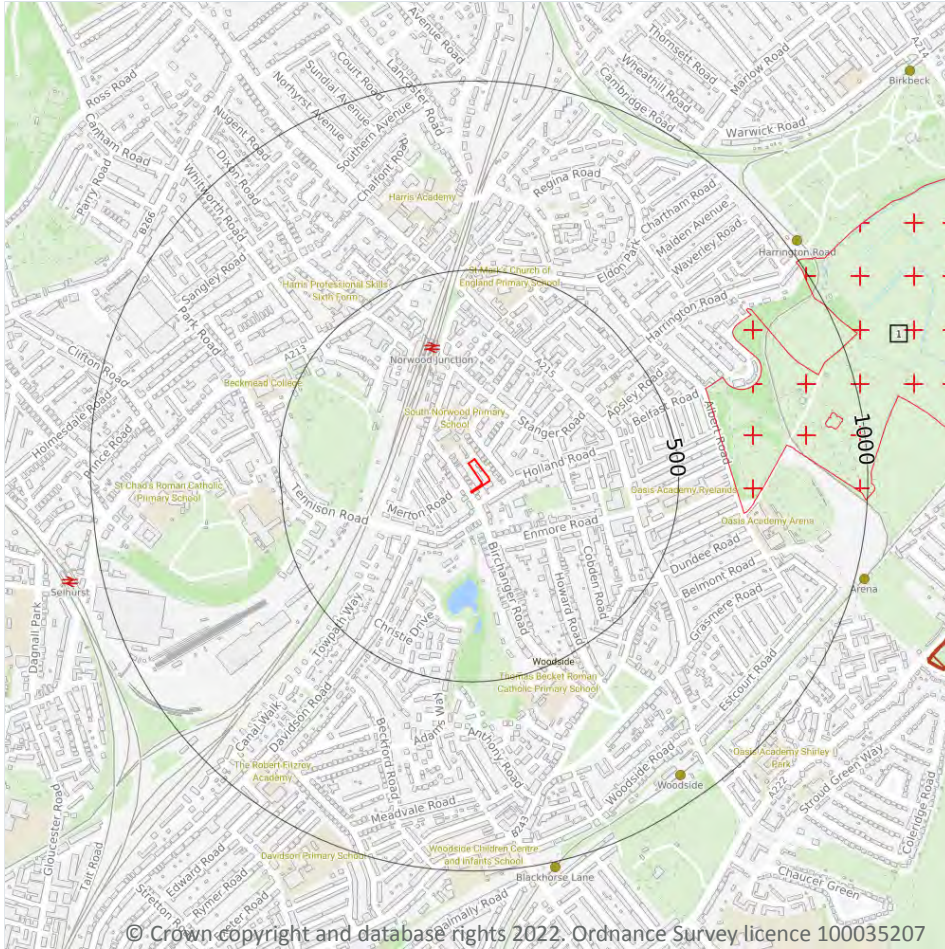 Avenue Road
Thornsett Road
A214
Birkbeck
Marlow Road
Wheathill Road
Cambridge Road
Warwick Road
Court Road
Lancaster Road
Sundial Avenue
Norhyrst Avenue
Southern Avenue
Ross Road
Canham Road
Nugent Road
Dixon Road
Chalfont Road
Parry Road
B266
Whitworth Road
Harris Academy
Regina Road
Chartham Road
Malden Avenue
Waverley Road
Harrington Road
Eldon Park
Sangley Road
Harris Professional Skills
Sixth Form
St Mark's Church of
England Primary School
Harrington Road
1
Park Road
A213
Norwood Junction
A215
Clifton Road
Beckmead College
Apsley Road
Belfast Road
Albert Road
Holmesdale Road
Prince Road
South Norwood Primary
School
Stanger Road
500
1000
Holland Road
St Chad's Roman Catholic
Primary School
Tennison Road
Merton Road
Oasis Academy Ryelands
Enmore Road
Oasis Academy Arena
Birchanger Road
Dundee Road
Belmont Road
Cobden Road
Howard Road
Selhurst
Arena
Dagnall Park
Towpath Way
Christie Drive
Grasmere Road
Woodside
Thomas Becket Roman
Catholic Primary School
Estcourt Road
Canal Walk
Davidson Road
Adam's Way
Anthony Road
Beckford Road
The Robert Fitzroy
Academy
Woodside Road
Oasis Academy Shirley
Park
Woodside
A222
Stroud Green Way
Coleridge Road
Gloucester Road
Meadvale Road
B243
Tait Road
Davidson Primary School
Woodside Children Centre
and Infants School
Blackhorse Lane
Edward Road
Rymer Road
Stretton Road
Chaucer Green
© Crown copyright and database rights 2022. Ordnance Survey licence 100035207